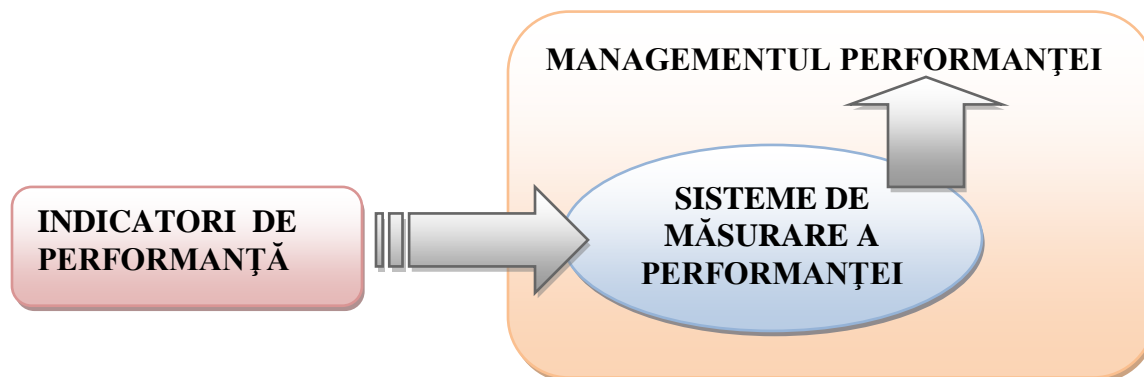 MANAGEMENTUL PERFORMANŢEI
INDICATORI DE
PERFORMANŢĂ
SISTEME DE
MĂSURARE A
PERFORMANŢEI